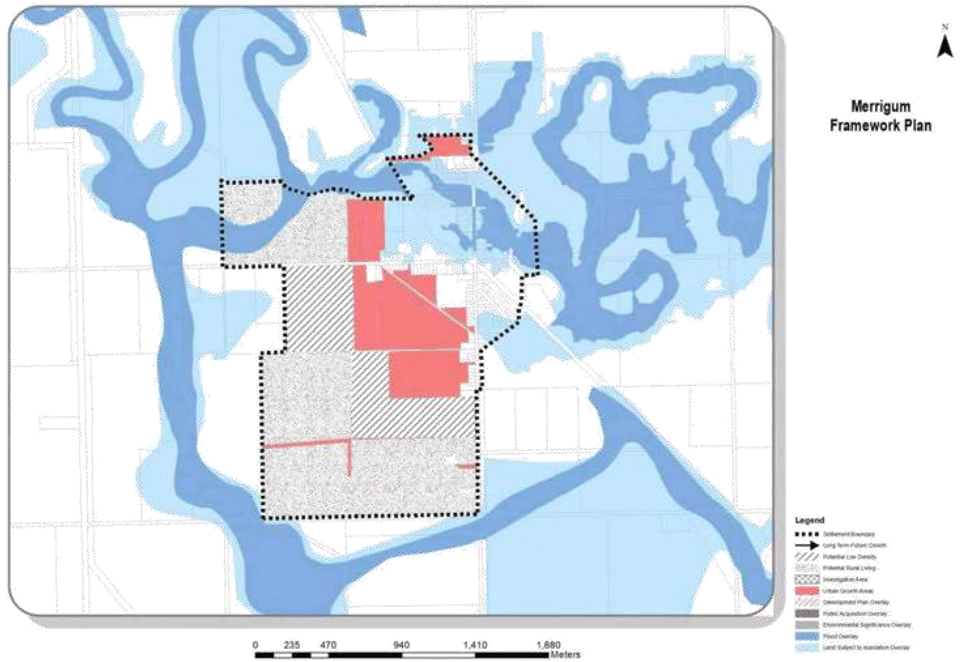 N
Merrigum
Framework Plan
Legend
Settlement Boundary
Long Term Future Growth
Potential Low Density
Potential Rural Living
Investigation Area
Urban Growth Areas
Development Plan Overlay
Public Acquisition Overlay
Environmental Significance Overlay
Flood Overlay
Land Subject to Inundation Overlay
0 235 470 940 1,410 1,880
Meters